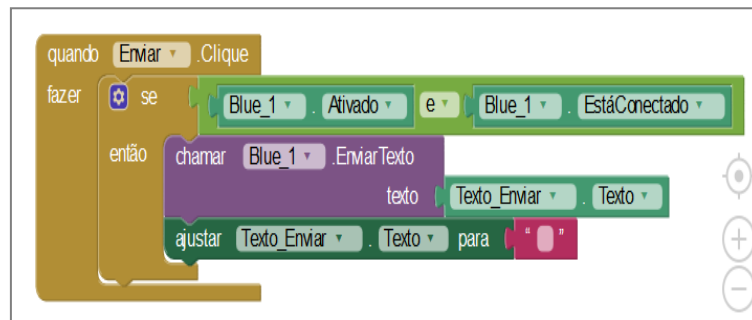 quando Enviar .Clique
fazer se Blue_1 . Ativado e Blue_1 . EstáConectado
então chamar Blue_1 .EnviarTexto
texto Texto_Enviar . Texto
ajustar Texto_Enviar . Texto para “ ”